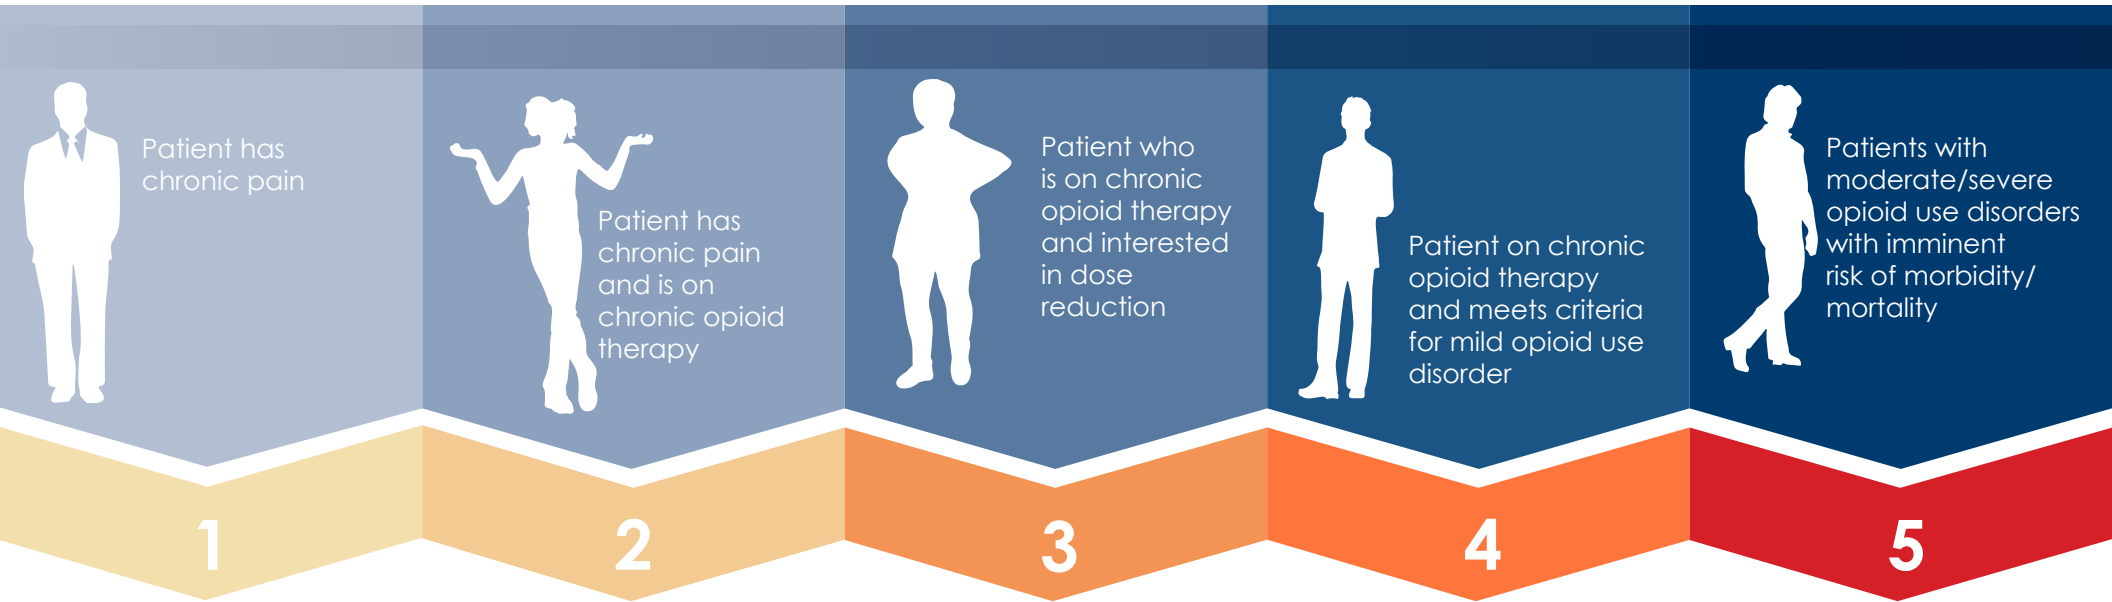 Patient has
chronic pain
Patient has
chronic pain
and is on
chronic opioid
therapy
Patient who
is on chronic
opioid therapy
and interested
in dose
reduction
Patient on chronic
opioid therapy
and meets criteria
for mild opioid use
disorder
Patients with
moderate/severe
opioid use disorders
with imminent
risk of morbidity/
mortality
1
2
3
4
5